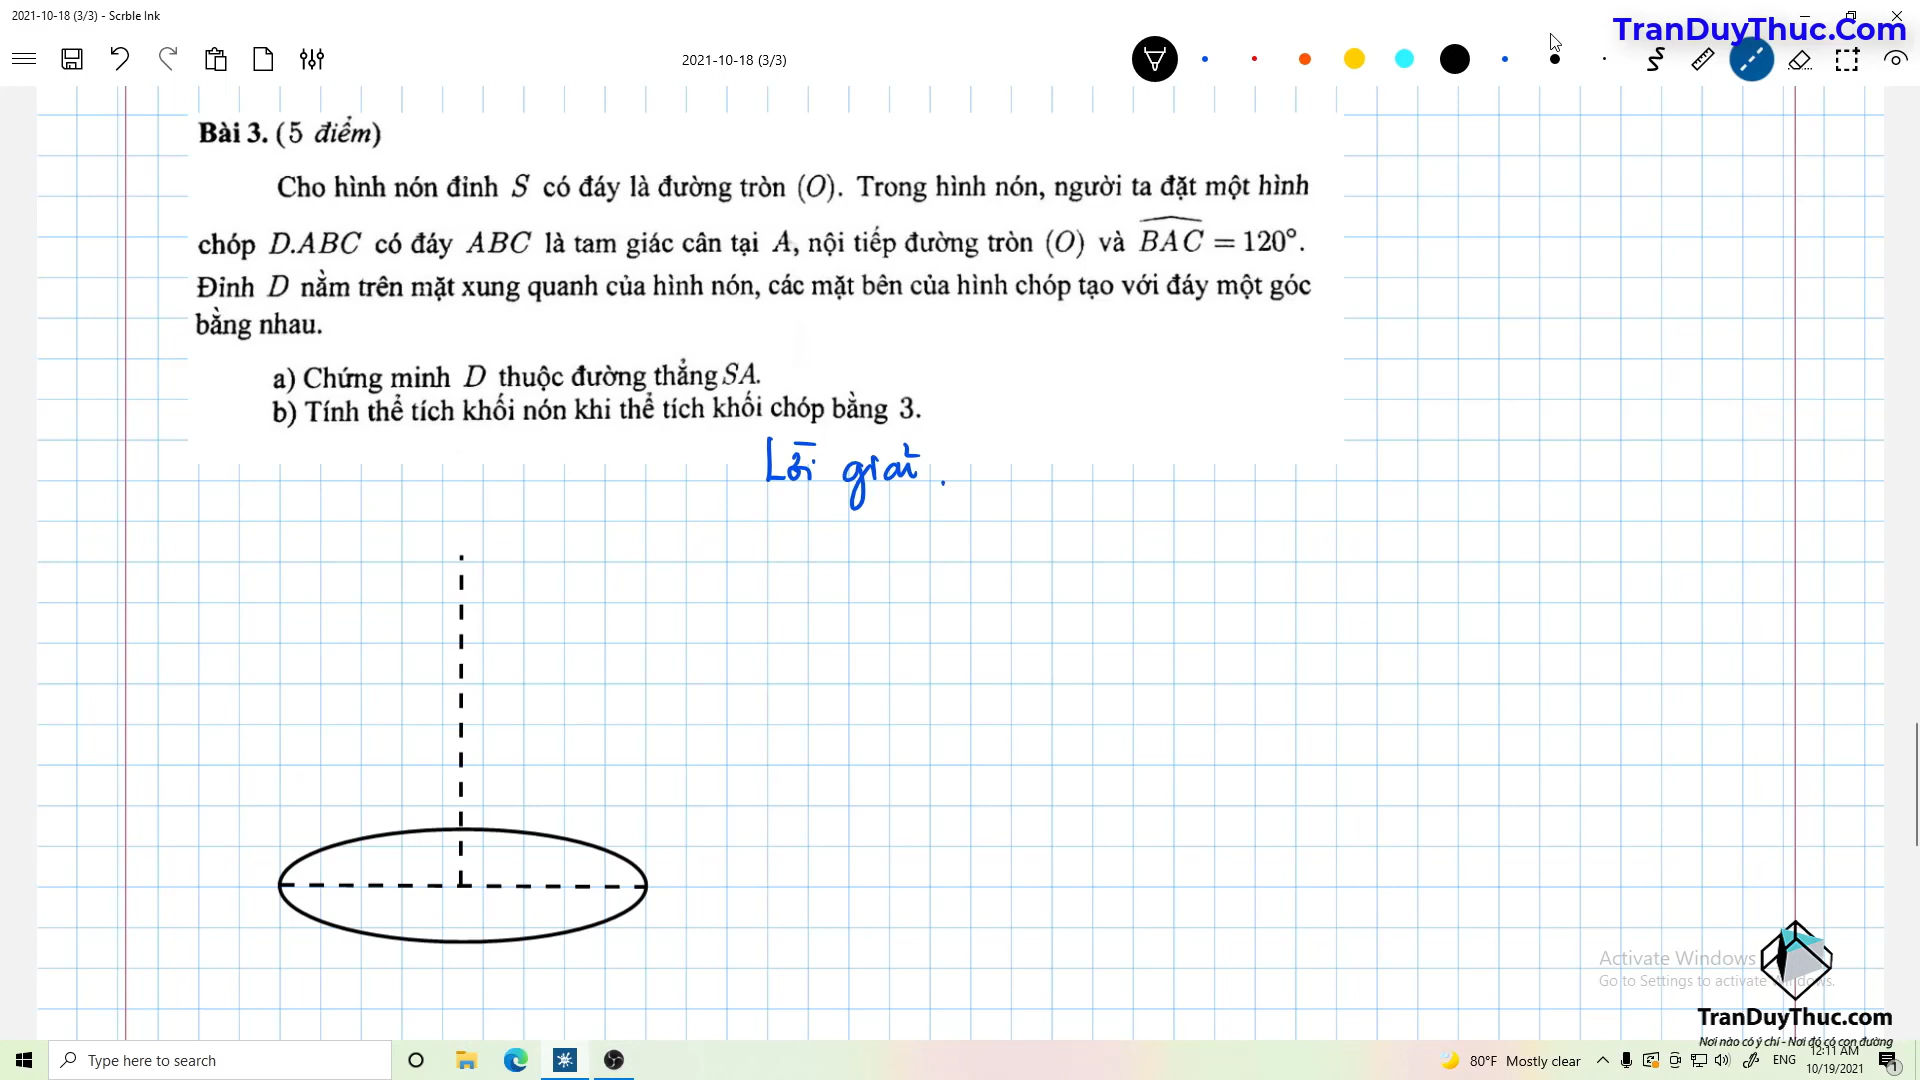 2021-10-18 (3/3) - Scrble Ink
TranDuyThuc.Com
2021-10-18 (3/3)
Bài 3. (5 điểm)
Cho hình nón đỉnh S có đáy là đường tròn (O). Trong hình nón, người ta đặt một hình
chóp D.ABC có đáy ABC là tam giác cân tại A, nội tiếp đường tròn (O) và \widehat{BAC} = 120°.
Đỉnh D nằm trên mặt xung quanh của hình nón, các mặt bên của hình chóp tạo với đáy một góc
bằng nhau.
a) Chứng minh D thuộc đường thẳng SA.
b) Tính thể tích khối nón khi thể tích khối chóp bằng 3.
Lời giải.
Activate Windows
Go to Settings to activate Windows.
TranDuyThuc.com
Nơi nào có ý chí - Nơi đó có con đường
Type here to search
80°F Mostly clear
ENG
12:11 AM
10/19/2021
1